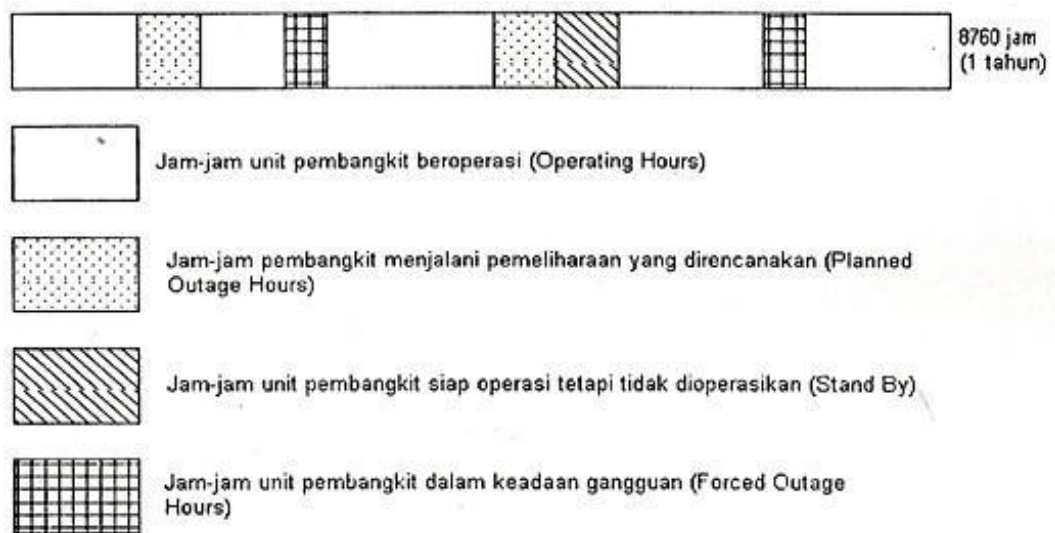 8760 jam
(1 tahun)
Jam-jam unit pembangkit beroperasi (Operating Hours)
Jam-jam pembangkit menjalani pemeliharaan yang direncanakan (Planned
Outage Hours)
Jam-jam unit pembangkit siap operasi tetapi tidak dioperasikan (Stand By)
Jam-jam unit pembangkit dalam keadaan gangguan (Forced Outage
Hours)